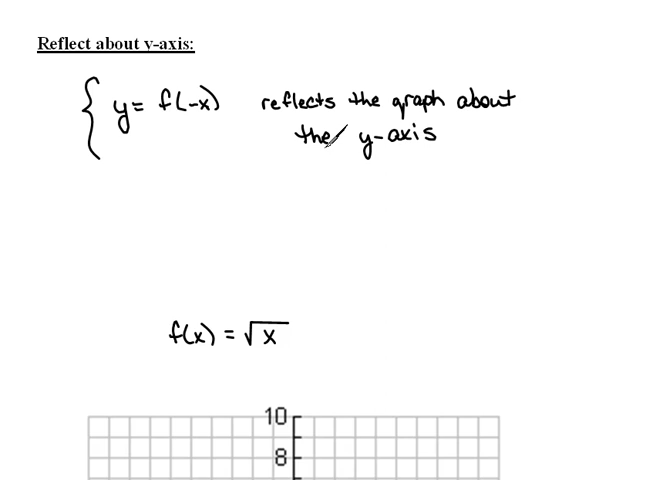 Reflect about y-axis:
y = f(-x) reflects the graph about
the y-axis
f(x) = √x
10
8